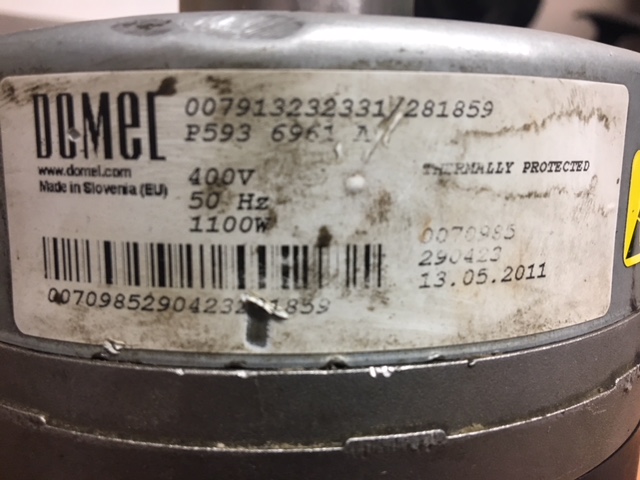 DOMEL
007913232331/281859
P593 6961 A
www.domel.com
Made in Slovenia (EU)
400V
50 Hz
1100W
THERMALLY PROTECTED
0070985
290423
13.05.2011